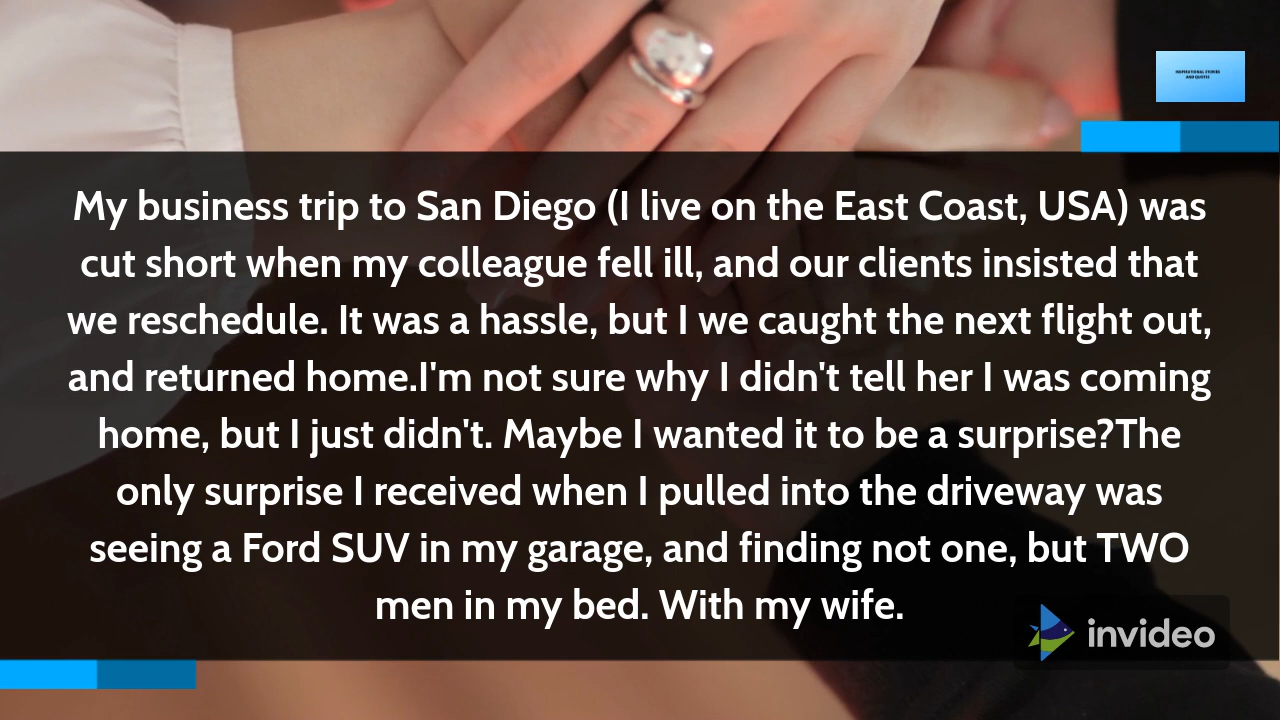 INSPIRATIONAL STORIES
AND QUOTES
My business trip to San Diego (I live on the East Coast, USA) was
cut short when my colleague fell ill, and our clients insisted that
we reschedule. It was a hassle, but I we caught the next flight out,
and returned home.I'm not sure why I didn't tell her I was coming
home, but I just didn't. Maybe I wanted it to be a surprise?The
only surprise I received when I pulled into the driveway was
seeing a Ford SUV in my garage, and finding not one, but TWO
men in my bed. With my wife.
invideo